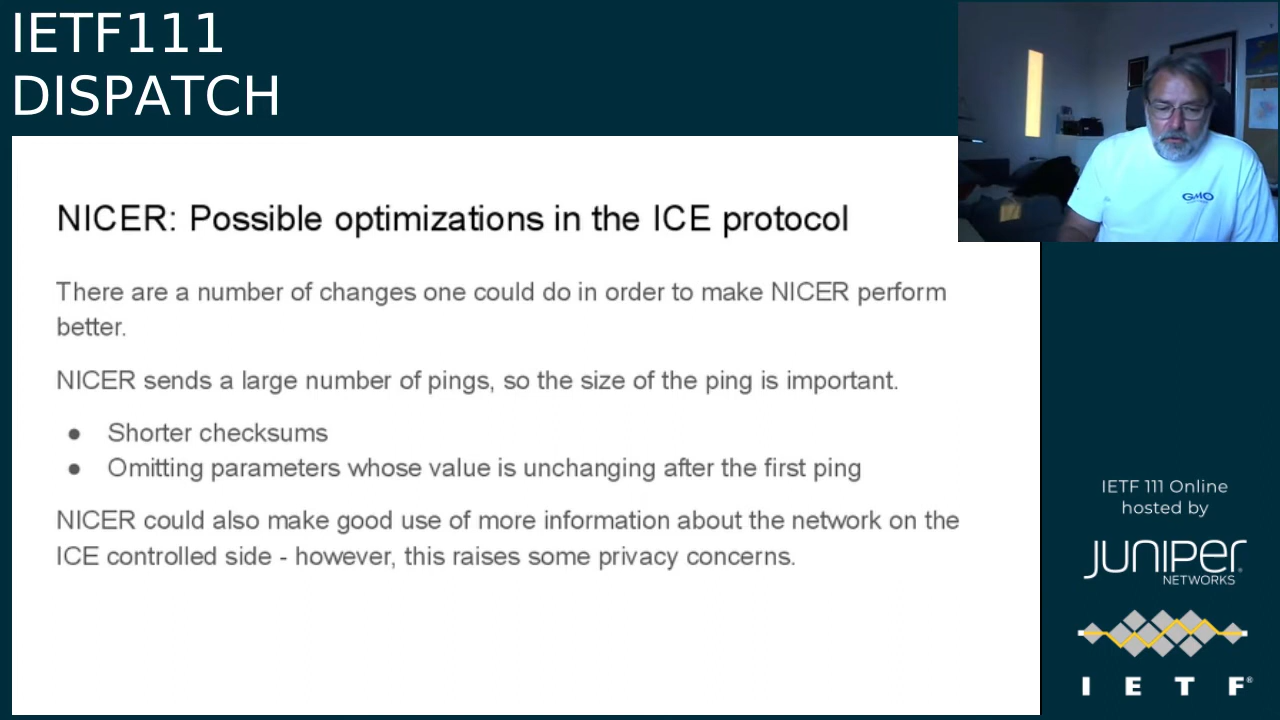 IETF111
DISPATCH
GMO
NICER: Possible optimizations in the ICE protocol
There are a number of changes one could do in order to make NICER perform
better.
NICER sends a large number of pings, so the size of the ping is important.
● Shorter checksums
● Omitting parameters whose value is unchanging after the first ping
NICER could also make good use of more information about the network on the
ICE controlled side - however, this raises some privacy concerns.
IETF 111 Online
hosted by
JUNIPER
NETWORKS
I E T F®